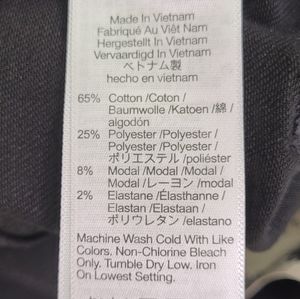 Made In Vietnam
Fabriqué Au Viêt Nam
Hergestellt In Vietnam
Vervaardigd In Vietnam
ベトナム製
hecho en vietnam
65% Cotton /Coton /
Baumwolle /Katoen /綿 /
algodón
25% Polyester /Polyester /
Polyester /Polyester /
ポリエステル /poliéster
8% Modal /Modal /Modal /
Modal /レーヨン /modal
2% Elastane /Élasthanne /
Elastan /Elastaan /
ポリウレタン /elastano
Machine Wash Cold With Like
Colors. Non-Chlorine Bleach
Only. Tumble Dry Low. Iron
On Lowest Setting.